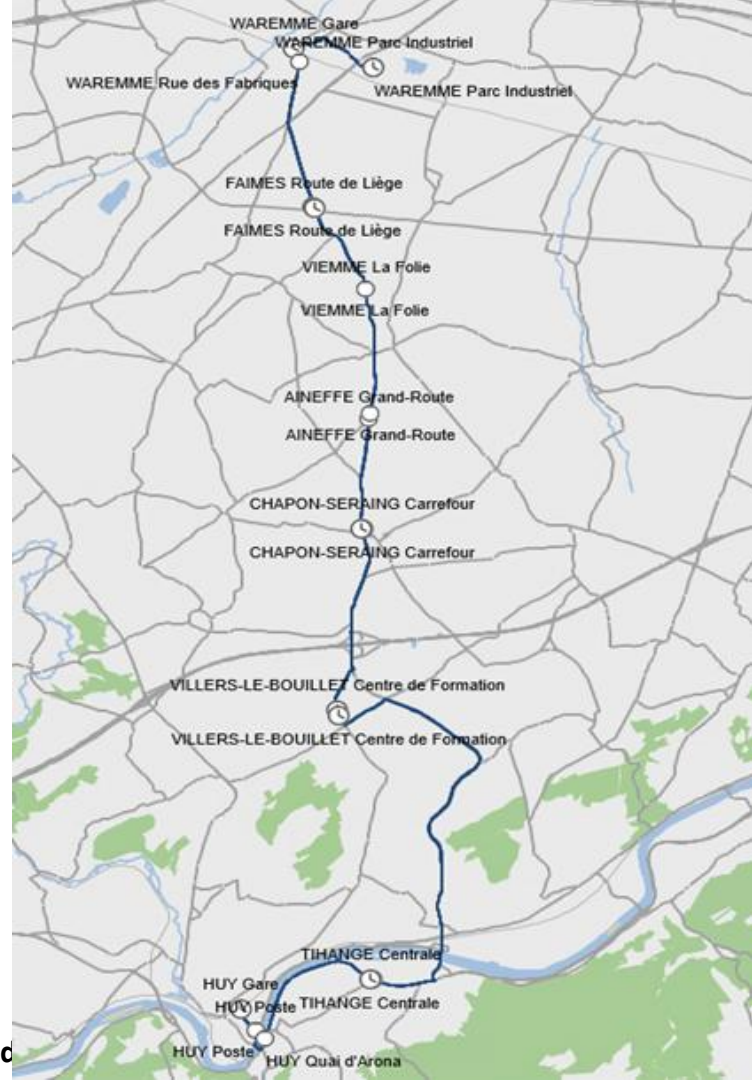 WAREMME Gare
WAREMME Parc Industriel
WAREMME Rue des Fabriques
WAREMME Parc Industriel
FAIMES Route de Liège
FAIMES Route de Liège
VIEMME La Folie
VIEMME La Folie
AINEFFE Grand-Route
AINEFFE Grand-Route
CHAPON-SERAING Carrefour
CHAPON-SERAING Carrefour
VILLERS-LE-BOUILLET Centre de Formation
VILLERS-LE-BOUILLET Centre de Formation
TIHANGE Centrale
HUY Gare
HUY Poste
TIHANGE Centrale
d
HUY Poste
HUY Quai d'Arona